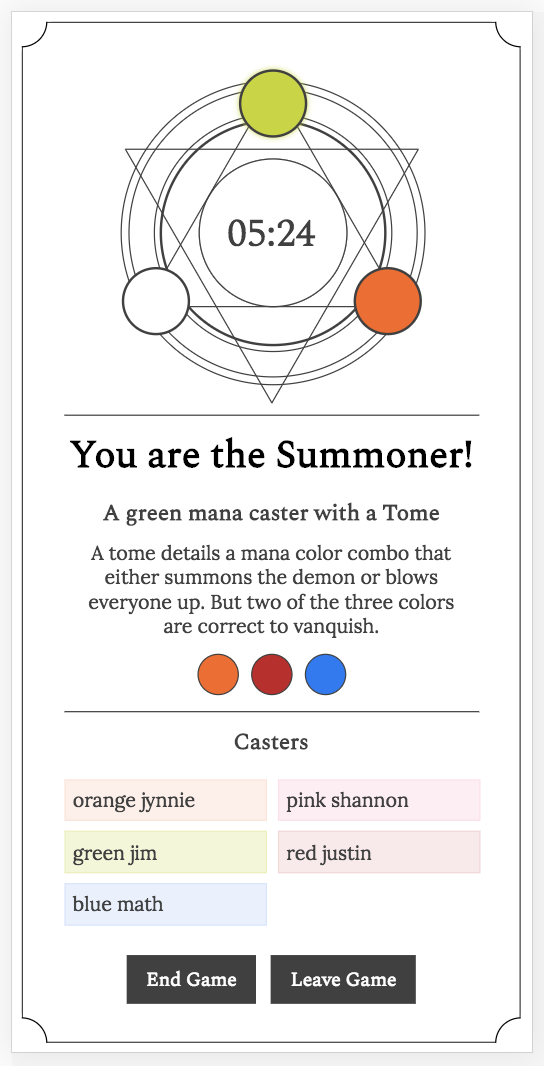 05:24
You are the Summoner!
A green mana caster with a Tome
A tome details a mana color combo that
either summons the demon or blows
everyone up. But two of the three colors
are correct to vanquish.
Casters
orange jynnie
pink shannon
green jim
red justin
blue math
End Game
Leave Game